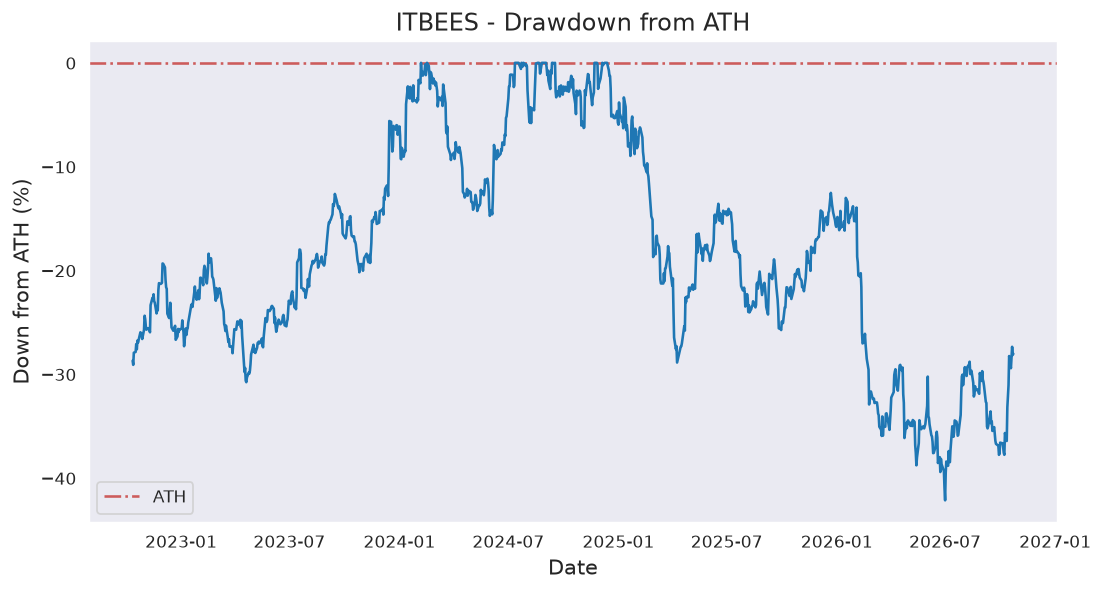 ITBEES - Drawdown from ATH
Down from ATH (%)
0
−10
−20
−30
−40
ATH
2023-01 2023-07 2024-01 2024-07 2025-01 2025-07 2026-01 2026-07 2027-01
Date